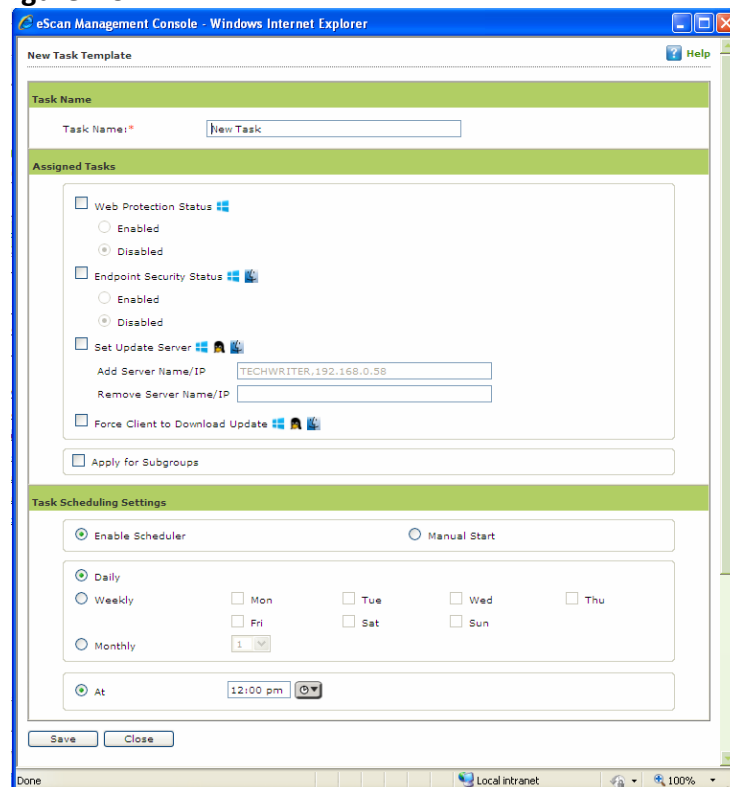 eScan Management Console - Windows Internet Explorer
New Task Template
? Help
Task Name
Task Name:* New Task
Assigned Tasks
Web Protection Status
Enabled
Disabled
Endpoint Security Status
Enabled
Disabled
Set Update Server
Add Server Name/IP TECHWRITER,192.168.0.58
Remove Server Name/IP
Force Client to Download Update
Apply for Subgroups
Task Scheduling Settings
Enable Scheduler Manual Start
Daily
Weekly Mon Tue Wed Thu
Fri Sat Sun
Monthly 1
At 12:00 pm
Save Close
Done Local intranet 100%